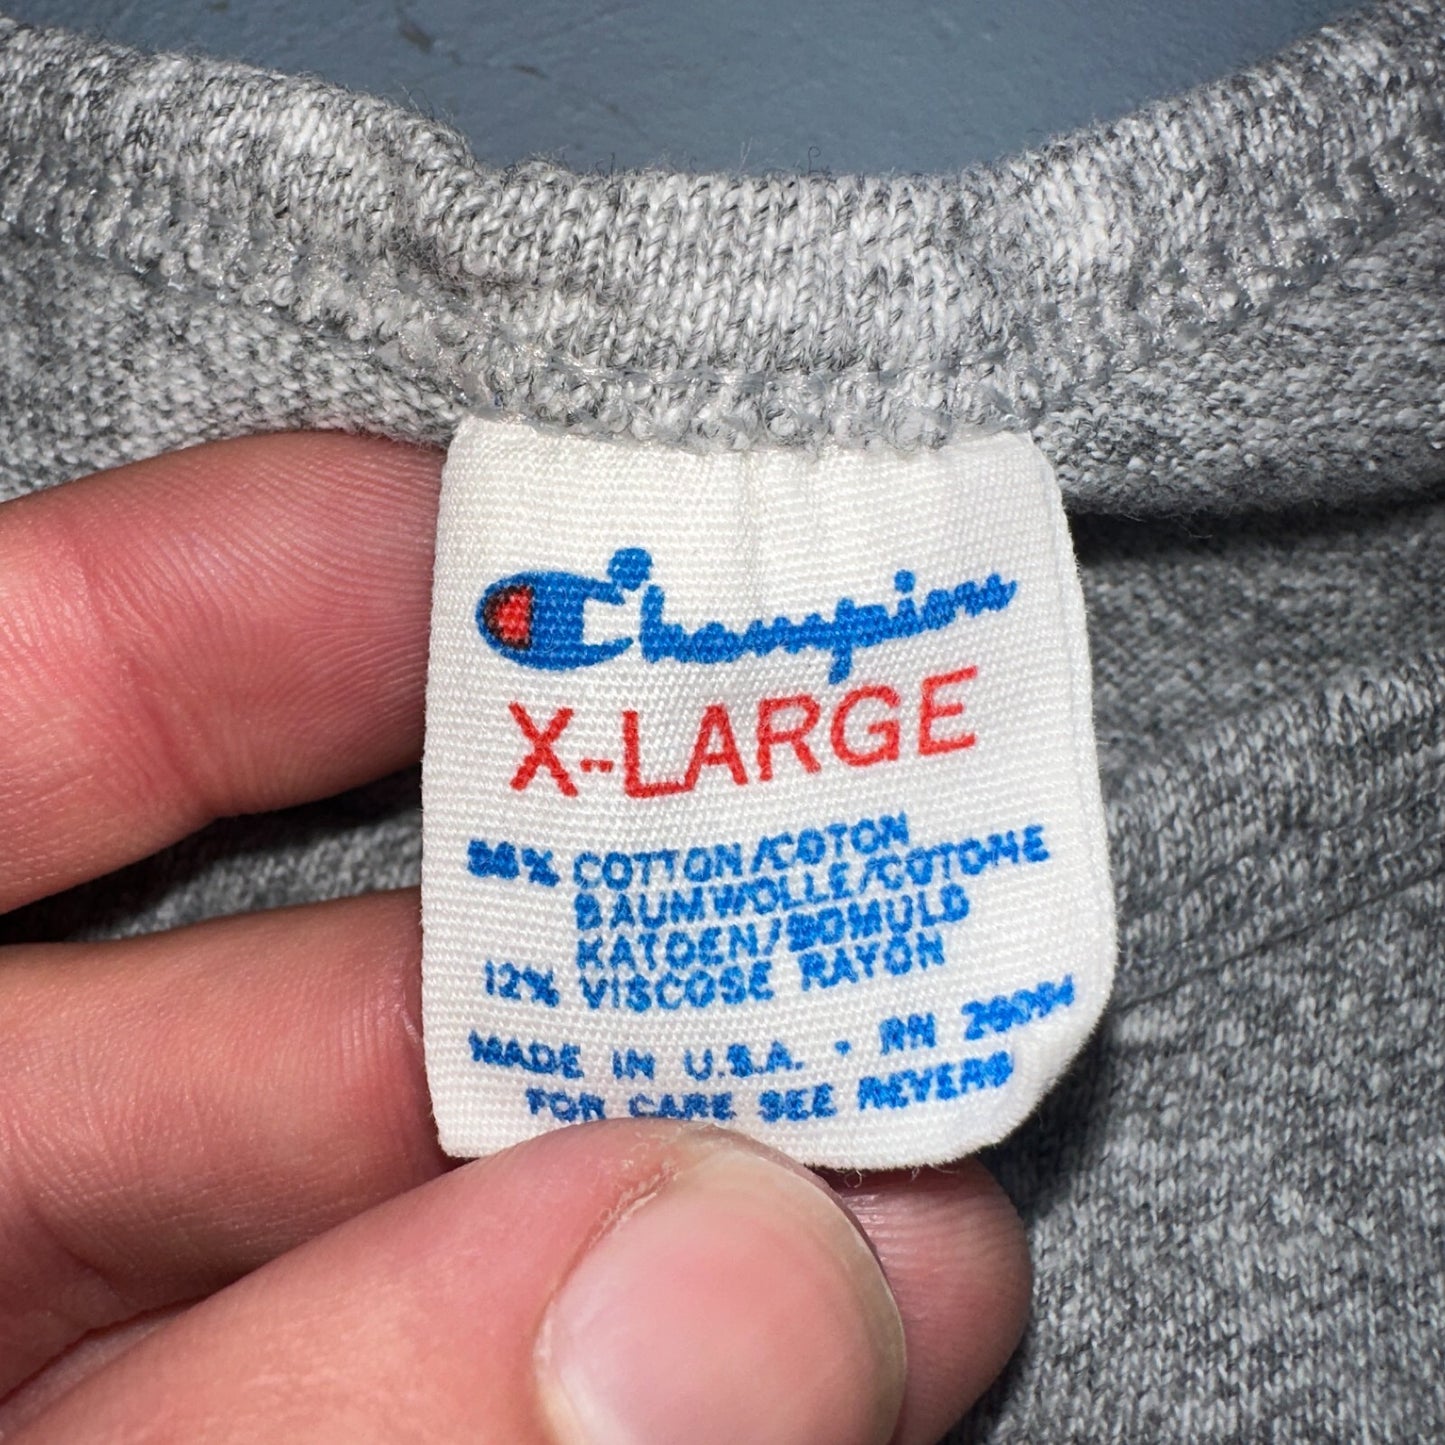 Champion
X-LARGE
88% COTTON/COTON
BAUMWOLLE/COTONE
KATOEN/BOMULD
12% VISCOSE RAYON
MADE IN U.S.A. • RN 26094
FOR CARE SEE REVERS